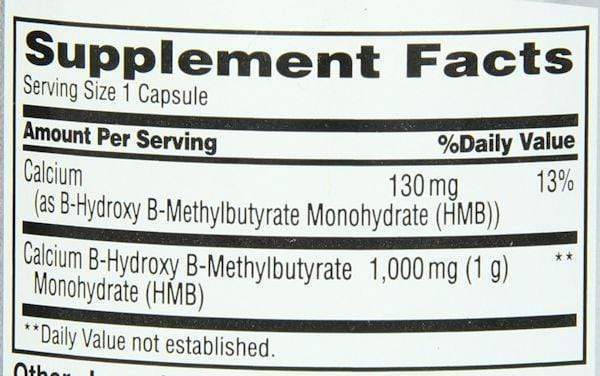 Supplement Facts
Serving Size 1 Capsule
Amount Per Serving %Daily Value
Calcium 130 mg 13%
(as B-Hydroxy B-Methylbutyrate Monohydrate (HMB))
Calcium B-Hydroxy B-Methylbutyrate 1,000 mg (1 g) **
Monohydrate (HMB)
**Daily Value not established.